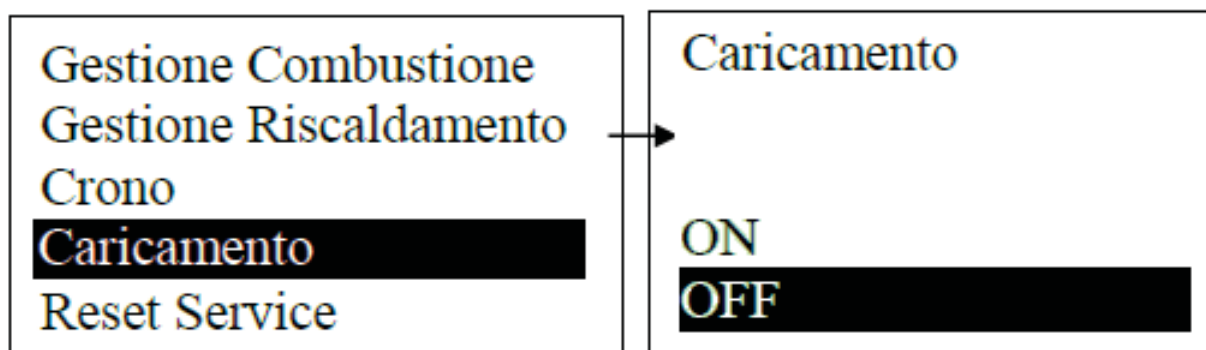 Gestione Combustione
Gestione Riscaldamento
Crono
Caricamento
Reset Service
Caricamento
ON
OFF